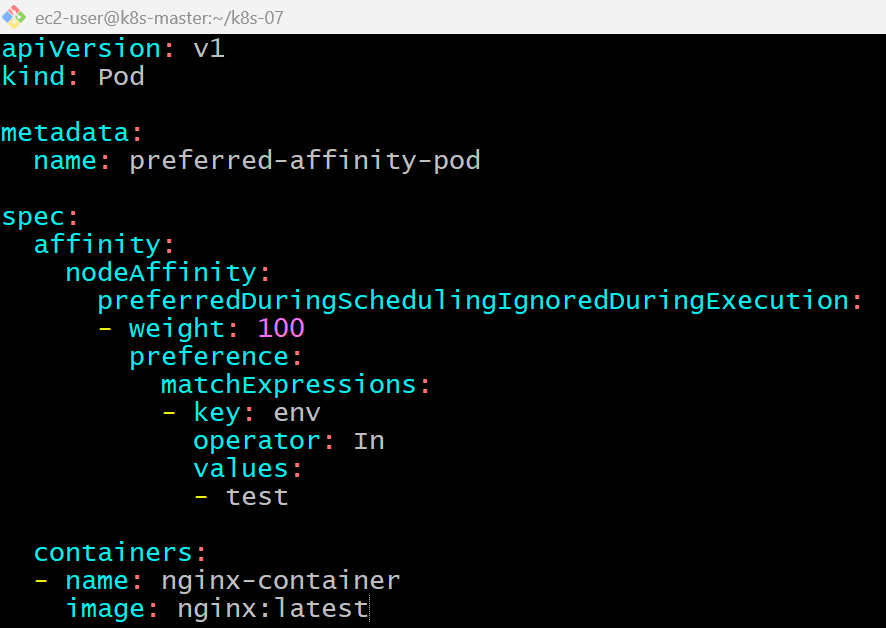 ec2-user@k8s-master:~/k8s-07
apiVersion: v1
kind: Pod
metadata:
  name: preferred-affinity-pod
spec:
  affinity:
    nodeAffinity:
      preferredDuringSchedulingIgnoredDuringExecution:
      - weight: 100
        preference:
          matchExpressions:
          - key: env
            operator: In
            values:
            - test
  containers:
  - name: nginx-container
    image: nginx:latest